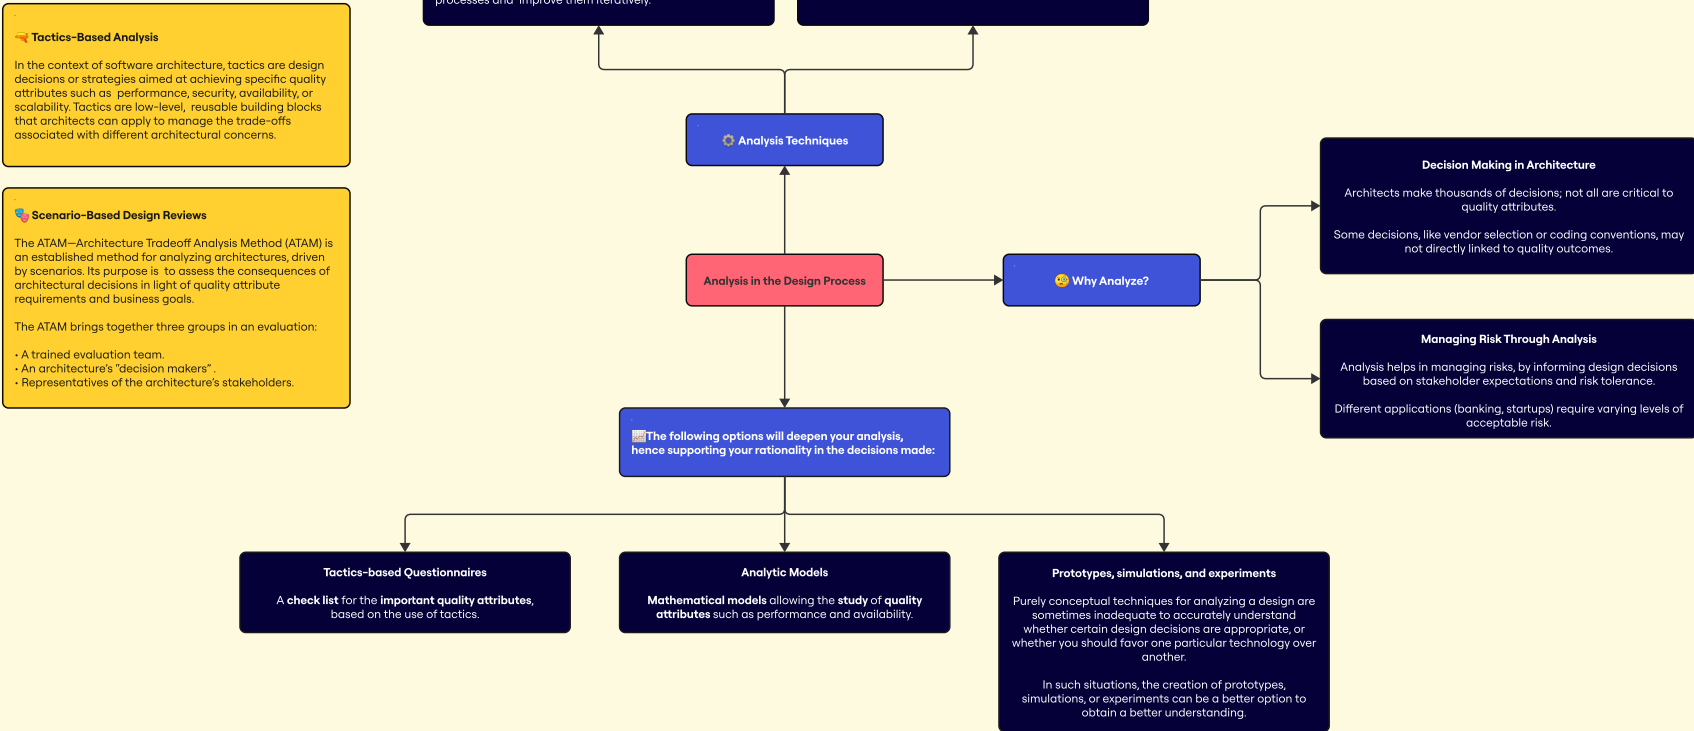 processes and improve them iteratively.
🔫 Tactics-Based Analysis
In the context of software architecture, tactics are design
decisions or strategies aimed at achieving specific quality
attributes such as performance, security, availability, or
scalability. Tactics are low-level, reusable building blocks
that architects can apply to manage the trade-offs
associated with different architectural concerns.
🎭 Scenario-Based Design Reviews
The ATAM—Architecture Tradeoff Analysis Method (ATAM) is
an established method for analyzing architectures, driven
by scenarios. Its purpose is to assess the consequences of
architectural decisions in light of quality attribute
requirements and business goals.
The ATAM brings together three groups in an evaluation:
• A trained evaluation team.
• An architecture's "decision makers" .
• Representatives of the architecture's stakeholders.
⚙️ Analysis Techniques
Analysis in the Design Process
🧐 Why Analyze?
Decision Making in Architecture
Architects make thousands of decisions; not all are critical to
quality attributes.
Some decisions, like vendor selection or coding conventions, may
not directly linked to quality outcomes.
Managing Risk Through Analysis
Analysis helps in managing risks, by informing design decisions
based on stakeholder expectations and risk tolerance.
Different applications (banking, startups) require varying levels of
acceptable risk.
📈The following options will deepen your analysis,
hence supporting your rationality in the decisions made:
Tactics-based Questionnaires
A check list for the important quality attributes,
based on the use of tactics.
Analytic Models
Mathematical models allowing the study of quality
attributes such as performance and availability.
Prototypes, simulations, and experiments
Purely conceptual techniques for analyzing a design are
sometimes inadequate to accurately understand
whether certain design decisions are appropriate, or
whether you should favor one particular technology over
another.
In such situations, the creation of prototypes,
simulations, or experiments can be a better option to
obtain a better understanding.